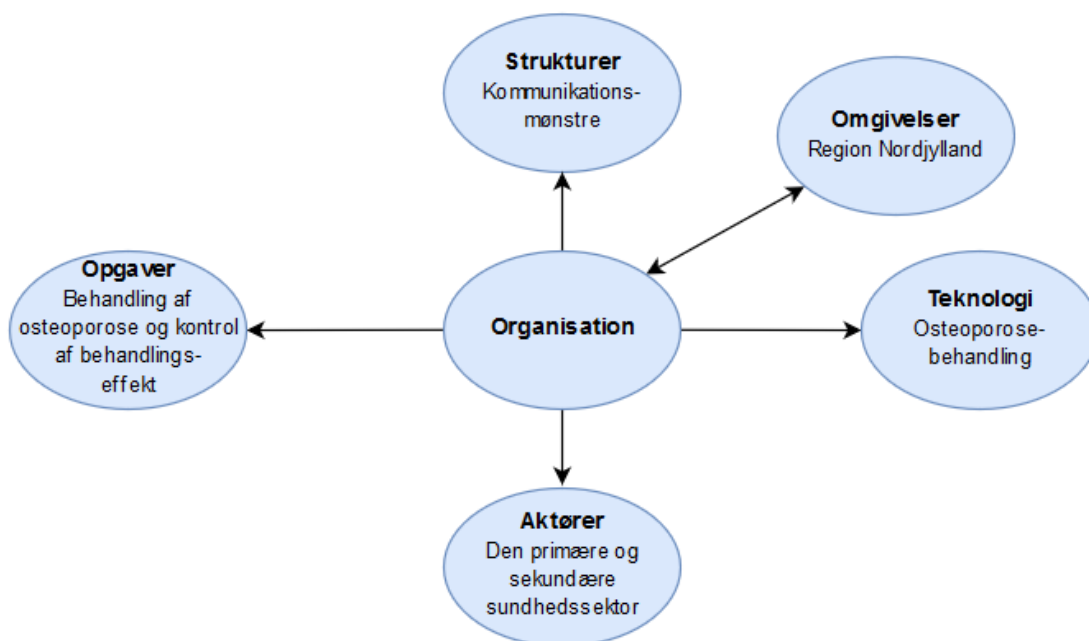 Strukturer
Kommunikations-
mønstre
Omgivelser
Region Nordjylland
Opgaver
Behandling af
osteoporose og kontrol
af behandlings-
effekt
Organisation
Teknologi
Osteoporose-
behandling
Aktører
Den primære og
sekundære
sundhedssektor